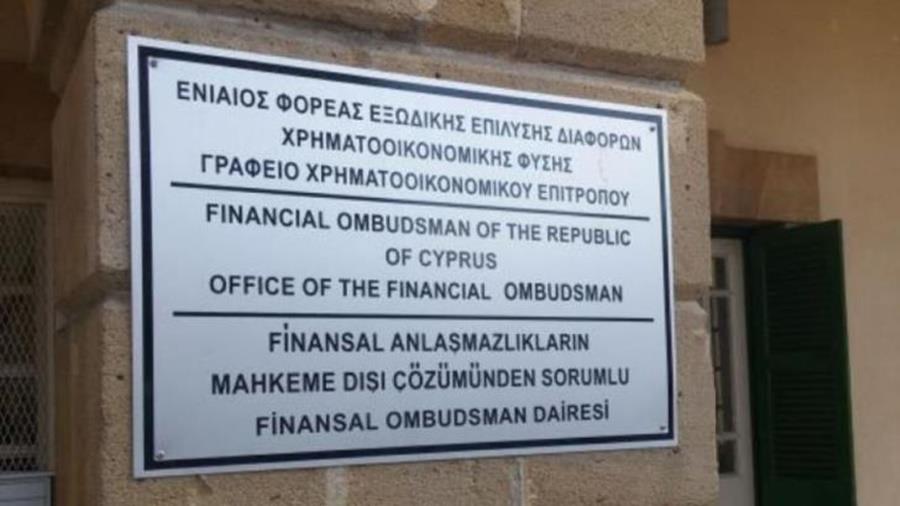 ΕΝΙΑΙΟΣ ΦΟΡΕΑΣ ΕΞΩΔΙΚΗΣ ΕΠΙΛΥΣΗΣ ΔΙΑΦΟΡΩΝ
ΧΡΗΜΑΤΟΟΙΚΟΝΟΜΙΚΗΣ ΦΥΣΗΣ
ΓΡΑΦΕΙΟ ΧΡΗΜΑΤΟΟΙΚΟΝΟΜΙΚΟΥ ΕΠΙΤΡΟΠΟΥ
FINANCIAL OMBUDSMAN OF THE REPUBLIC
OF CYPRUS
OFFICE OF THE FINANCIAL OMBUDSMAN
FİNANSAL ANLAŞMAZLIKLARIN
MAHKEME DIŞI ÇÖZÜMÜNDEN SORUMLU
FİNANSAL OMBUDSMAN DAİRESİ